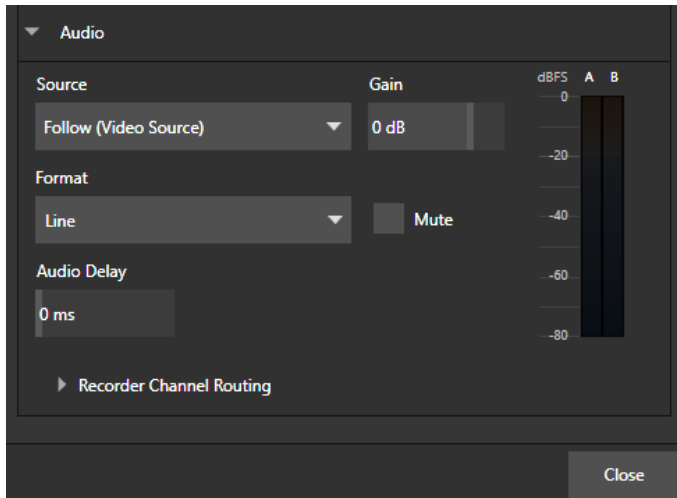 Audio
Source
Gain
dBFS A B
Follow (Video Source)
0 dB
0
-20
-40
-60
-80
Format
Line
Mute
Audio Delay
0 ms
Recorder Channel Routing
Close